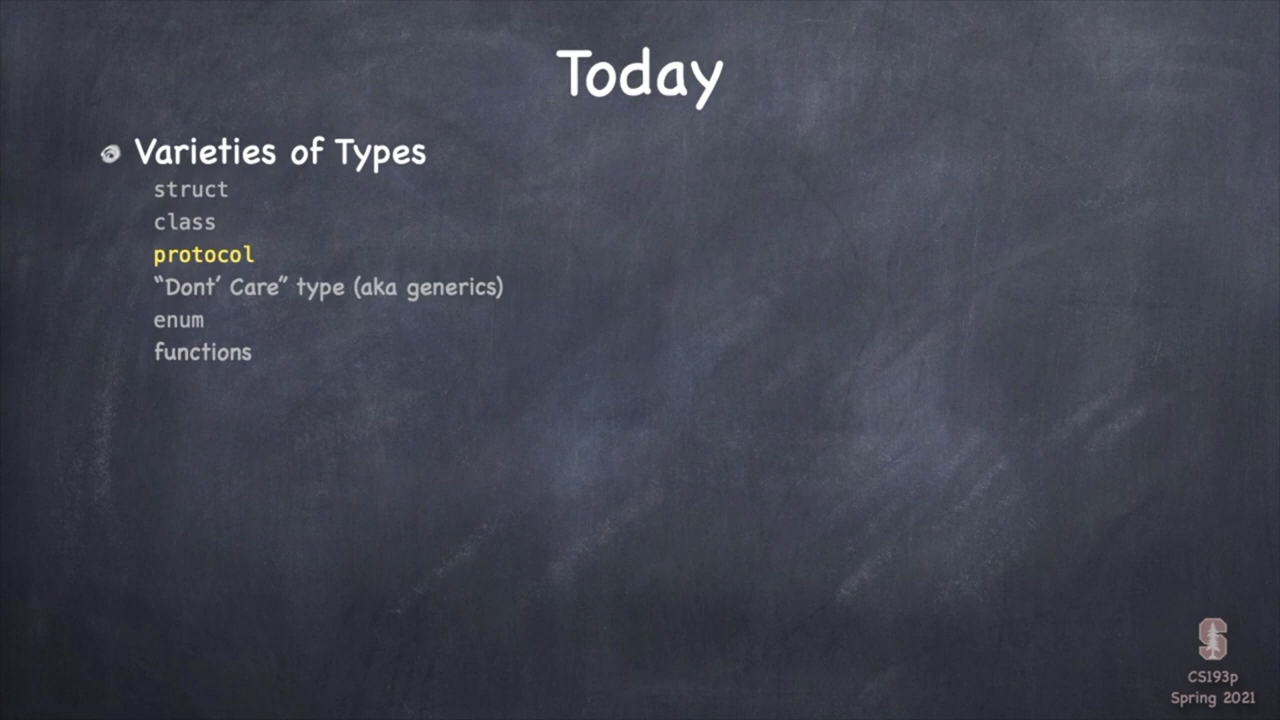 Today
Varieties of Types
struct
class
protocol
“Dont’ Care” type (aka generics)
enum
functions
S
CS193p
Spring 2021